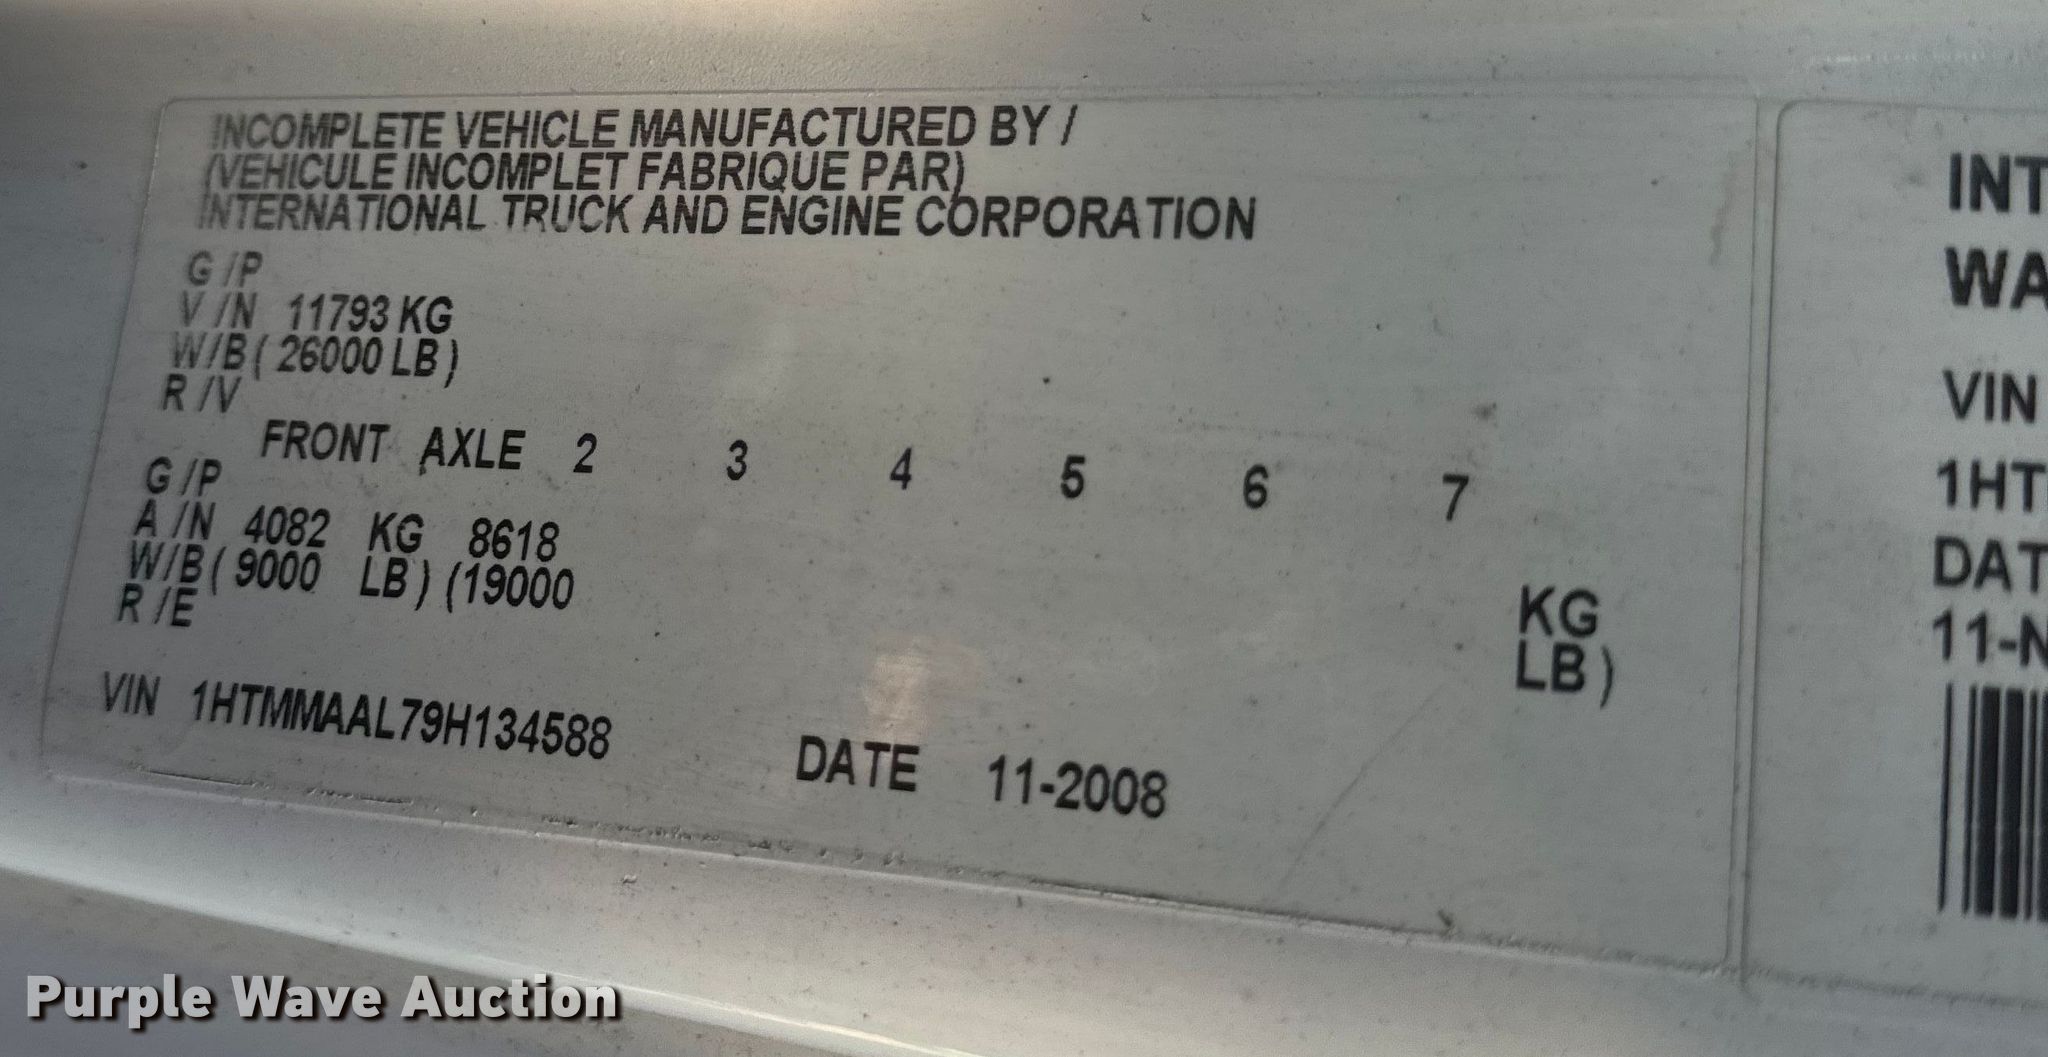 INCOMPLETE VEHICLE MANUFACTURED BY /
(VEHICULE INCOMPLET FABRIQUE PAR)
INTERNATIONAL TRUCK AND ENGINE CORPORATION
G /P
V /N 11793 KG
W/B ( 26000 LB )
R /V
FRONT AXLE 2 3 4 5 6 7
G /P
A /N 4082 KG 8618
W/B ( 9000 LB ) (19000
R /E
KG
LB )
VIN 1HTMMAAL79H134588
DATE 11-2008
INT
WA
VIN
1HT
DAT
11-N
Purple Wave Auction